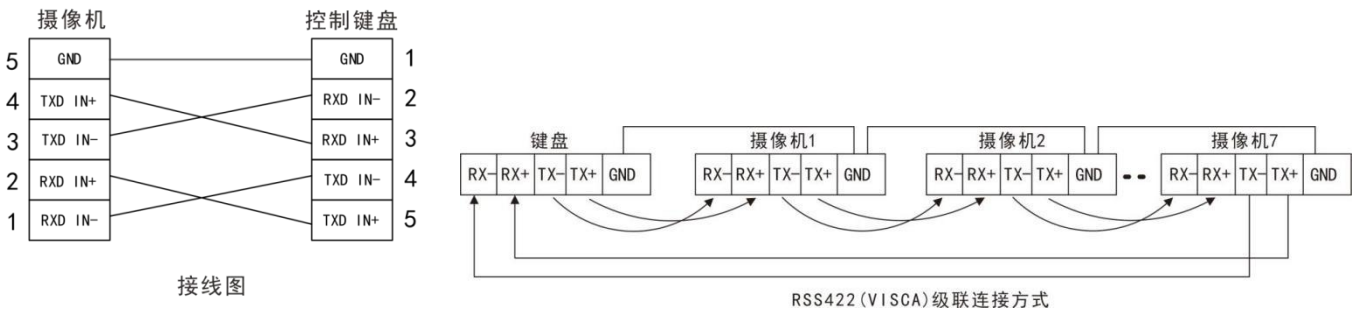 摄像机 控制键盘
5 GND GND 1
4 TXD IN+ RXD IN- 2
3 TXD IN- RXD IN+ 3
2 RXD IN+ TXD IN- 4
1 RXD IN- TXD IN+ 5
接线图
键盘 摄像机1 摄像机2 摄像机7
RX- RX+ TX- TX+ GND RX- RX+ TX- TX+ GND RX- RX+ TX- TX+ GND -- RX- RX+ TX- TX+ GND
RSS422(VISCA)级联连接方式